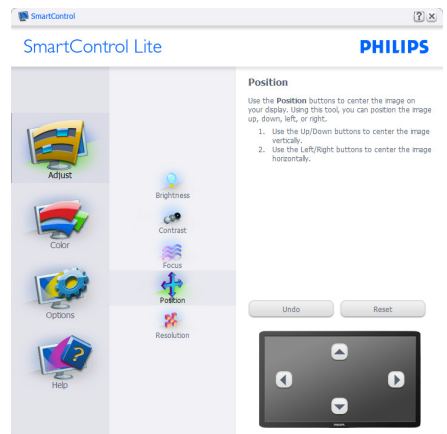 SmartControl
SmartControl Lite
PHILIPS
Adjust
Color
Options
Help
Brightness
Contrast
Focus
Position
Resolution
Position
Use the Position buttons to center the image on
your display. Using this tool, you can position the image
up, down, left, or right.
1. Use the Up/Down buttons to center the image
vertically.
2. Use the Left/Right buttons to center the image
horizontally.
Undo
Reset
PHILIPS